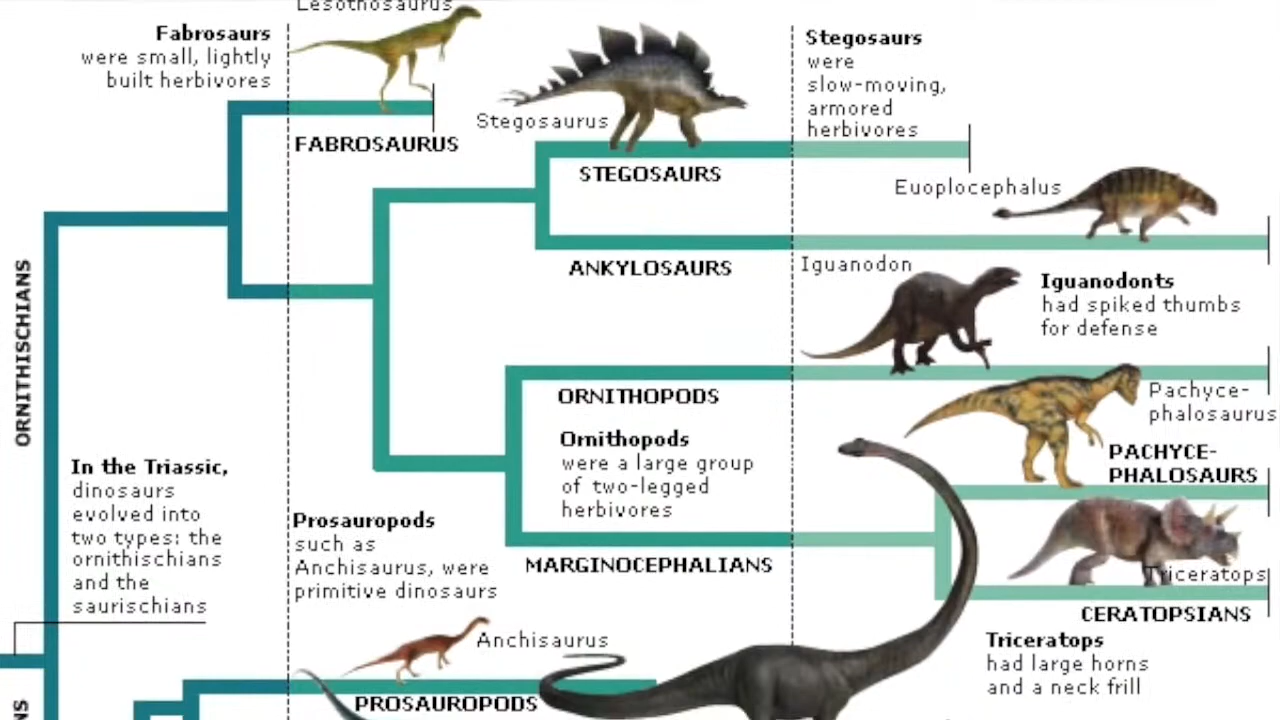 Lesothosaurus
Fabrosaurs
were small, lightly
built herbivores
FABROSAURUS
Stegosaurus
STEGOSAURS
Stegosaurs
were
slow-moving,
armored
herbivores
Euoplocephalus
ANKYLOSAURS
Iguanodon
Iguanodonts
had spiked thumbs
for defense
ORNITHISCHIANS
ORNITHOPODS
Ornithopods
were a large group
of two-legged
herbivores
Pachyce-
phalosaurus
PACHYCE-
PHALOSAURS
In the Triassic,
dinosaurs
evolved into
two types: the
ornithischians
and the
saurischians
Prosauropods
such as
Anchisaurus, were
primitive dinosaurs
MARGINOCEPHALIANS
Triceratops
CERATOPSIANS
Triceratops
had large horns
and a neck frill
Anchisaurus
PROSAUROPODS
NS